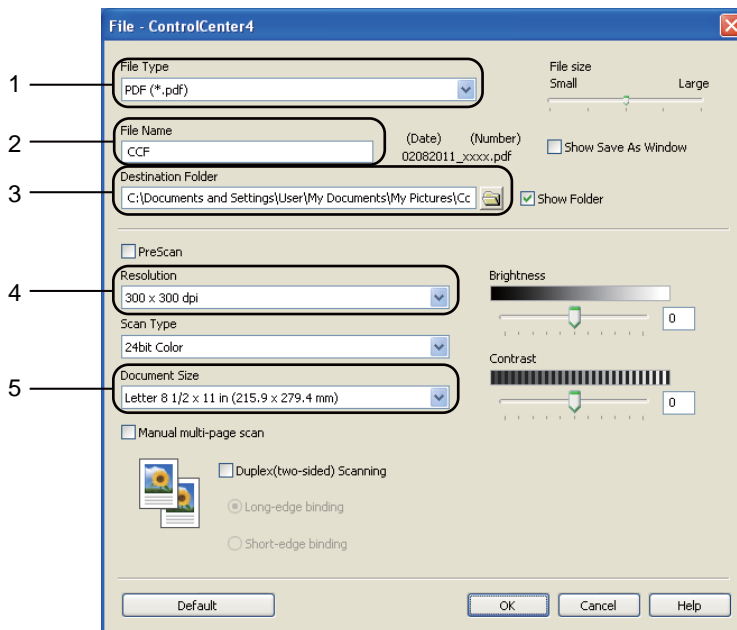 File - ControlCenter4
1
File Type
PDF (*.pdf)
File size
Small Large
2
File Name
CCF
(Date) (Number)
02082011_xxxx.pdf
Show Save As Window
3
Destination Folder
C:\Documents and Settings\User\My Documents\My Pictures\Cc
Show Folder
PreScan
4
Resolution
300 x 300 dpi
Scan Type
24bit Color
5
Document Size
Letter 8 1/2 x 11 in (215.9 x 279.4 mm)
Brightness
0
Contrast
0
Manual multi-page scan
Duplex(two-sided) Scanning
Long-edge binding
Short-edge binding
Default OK Cancel Help